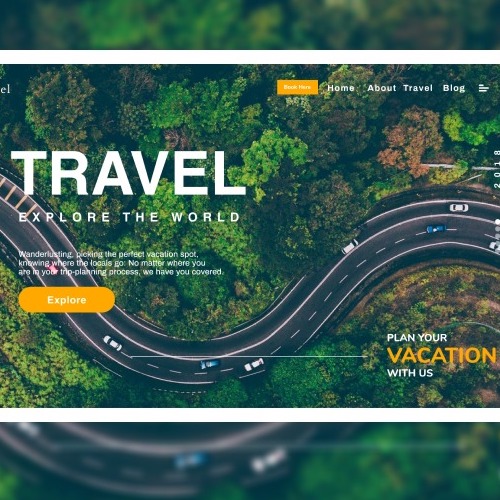 el
Book Here
Home
About
Travel
Blog
2018
TRAVEL
EXPLORE THE WORLD
Wanderlusting, picking the perfect vacation spot,
knowing where the locals go: No matter where you
are in your trip-planning process, we have you covered.
Explore
PLAN YOUR
VACATION
WITH US